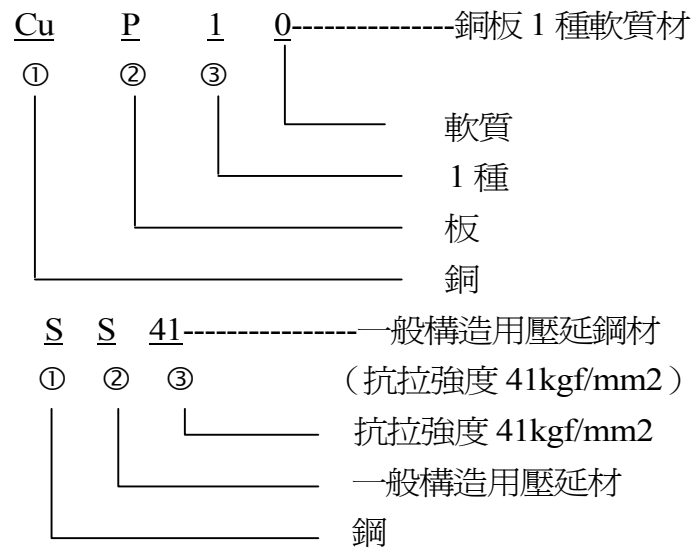 Cu P 1 0---------------銅板 1 種軟質材
① ② ③
軟質
1 種
板
銅
S S 41----------------一般構造用壓延鋼材
① ② ③ （抗拉強度 41kgf/mm2）
抗拉強度 41kgf/mm2
一般構造用壓延材
鋼